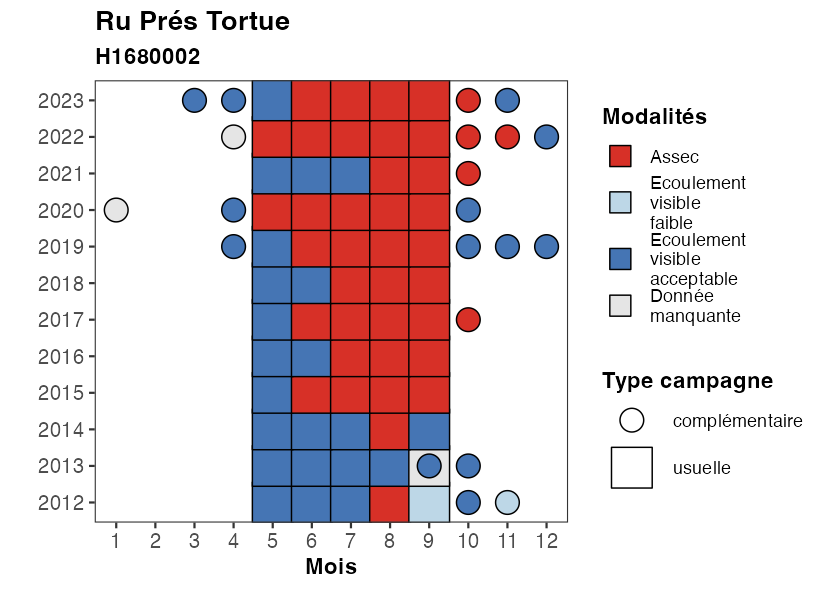 Ru Prés Tortue
H1680002
2023
2022
2021
2020
2019
2018
2017
2016
2015
2014
2013
2012
1 2 3 4 5 6 7 8 9 10 11 12
Mois
Modalités
Assec
Ecoulement
visible
faible
Ecoulement
visible
acceptable
Donnée
manquante
Type campagne
complémentaire
usuelle